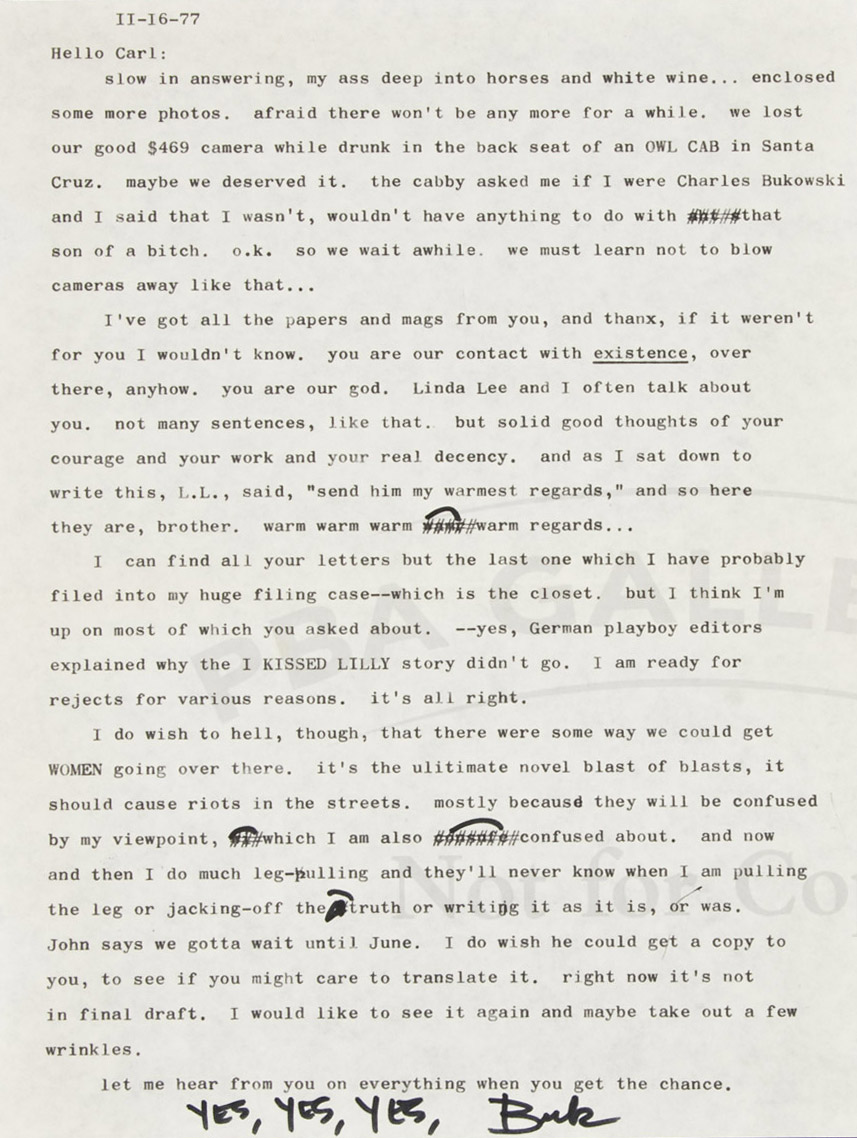 II-16-77
Hello Carl:
slow in answering, my ass deep into horses and white wine... enclosed
some more photos. afraid there won't be any more for a while. we lost
our good $469 camera while drunk in the back seat of an OWL CAB in Santa
Cruz. maybe we deserved it. the cabby asked me if I were Charles Bukowski
and I said that I wasn't, wouldn't have anything to do with #####that
son of a bitch. o.k. so we wait awhile. we must learn not to blow
cameras away like that...
I've got all the papers and mags from you, and thanx, if it weren't
for you I wouldn't know. you are our contact with existence, over
there, anyhow. you are our god. Linda Lee and I often talk about
you. not many sentences, like that. but solid good thoughts of your
courage and your work and your real decency. and as I sat down to
write this, L.L., said, "send him my warmest regards," and so here
they are, brother. warm warm warm #####warm regards...
I can find all your letters but the last one which I have probably
filed into my huge filing case--which is the closet. but I think I'm
up on most of which you asked about. --yes, German playboy editors
explained why the I KISSED LILLY story didn't go. I am ready for
rejects for various reasons. it's all right.
I do wish to hell, though, that there were some way we could get
WOMEN going over there. it's the ulitimate novel blast of blasts, it
should cause riots in the streets. mostly because they will be confused
by my viewpoint, ###which I am also ########confused about. and now
and then I do much leg-pulling and they'll never know when I am pulling
the leg or jacking-off the truth or writing it as it is, or was.
John says we gotta wait until June. I do wish he could get a copy to
you, to see if you might care to translate it. right now it's not
in final draft. I would like to see it again and maybe take out a few
wrinkles.
let me hear from you on everything when you get the chance.
YES, YES, YES, Buk
PBA GALLE
Not for Co